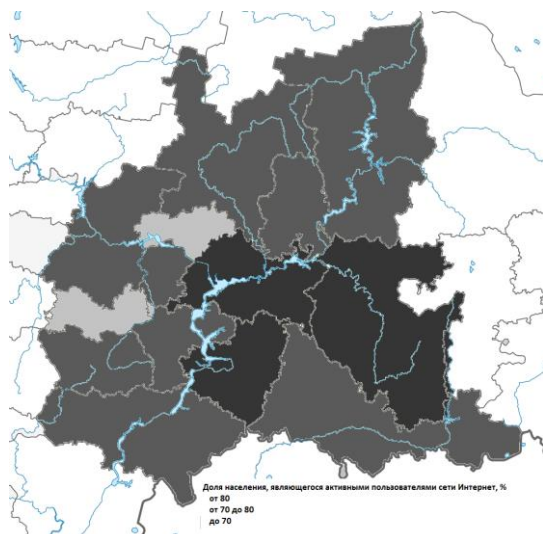 Доля населения, являющегося активными пользователями сети Интернет, %
от 80
от 70 до 80
до 70